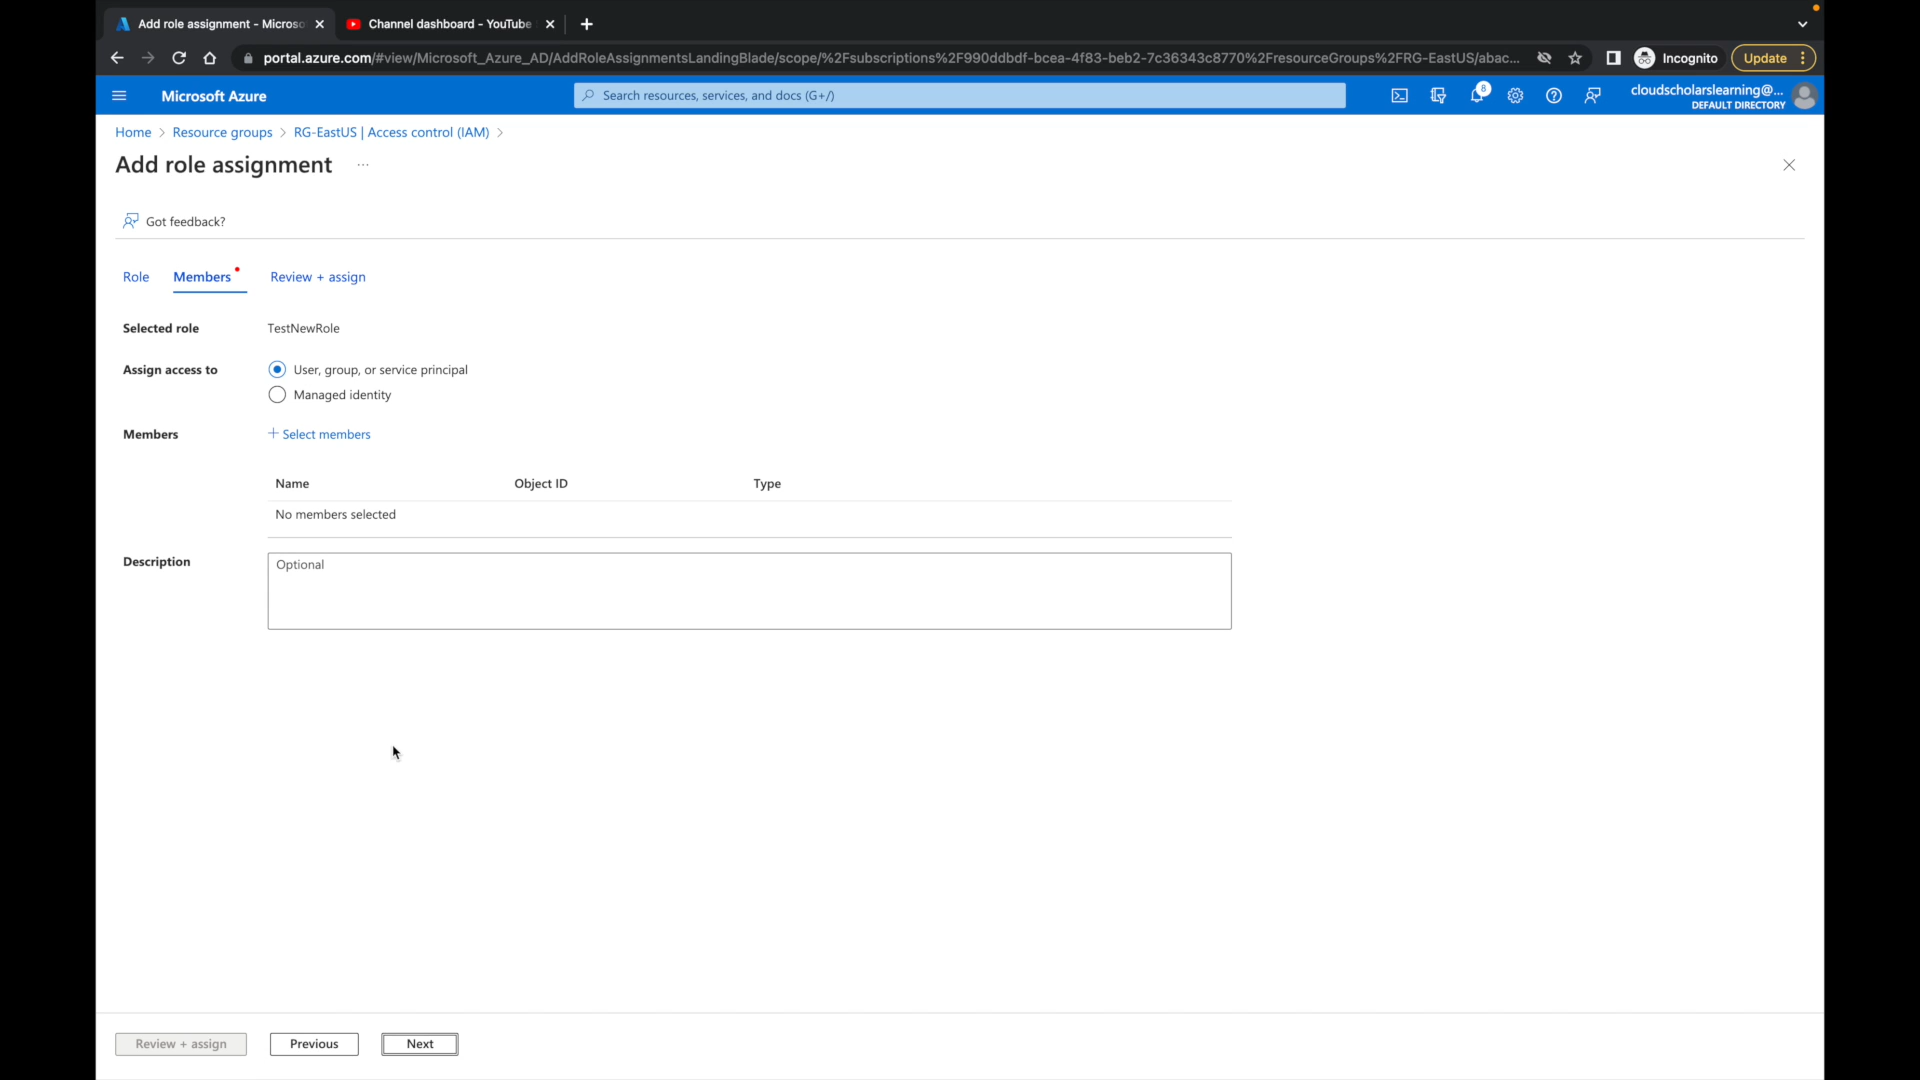 Add role assignment - Microso
Channel dashboard - YouTube
portal.azure.com/#view/Microsoft_Azure_AD/AddRoleAssignmentsLandingBlade/scope/%2Fsubscriptions%2F990ddbdf-bcea-4f83-beb2-7c36343c8770%2FresourceGroups%2FRG-EastUS/abac...
Incognito
Update
Microsoft Azure
Search resources, services, and docs (G+/)
8
cloudscholarslearning@...
DEFAULT DIRECTORY
Home > Resource groups > RG-EastUS | Access control (IAM) >
Add role assignment ...
Got feedback?
Role Members Review + assign
Selected role TestNewRole
Assign access to User, group, or service principal
Managed identity
Members + Select members
Name Object ID Type
No members selected
Description Optional
Review + assign Previous Next